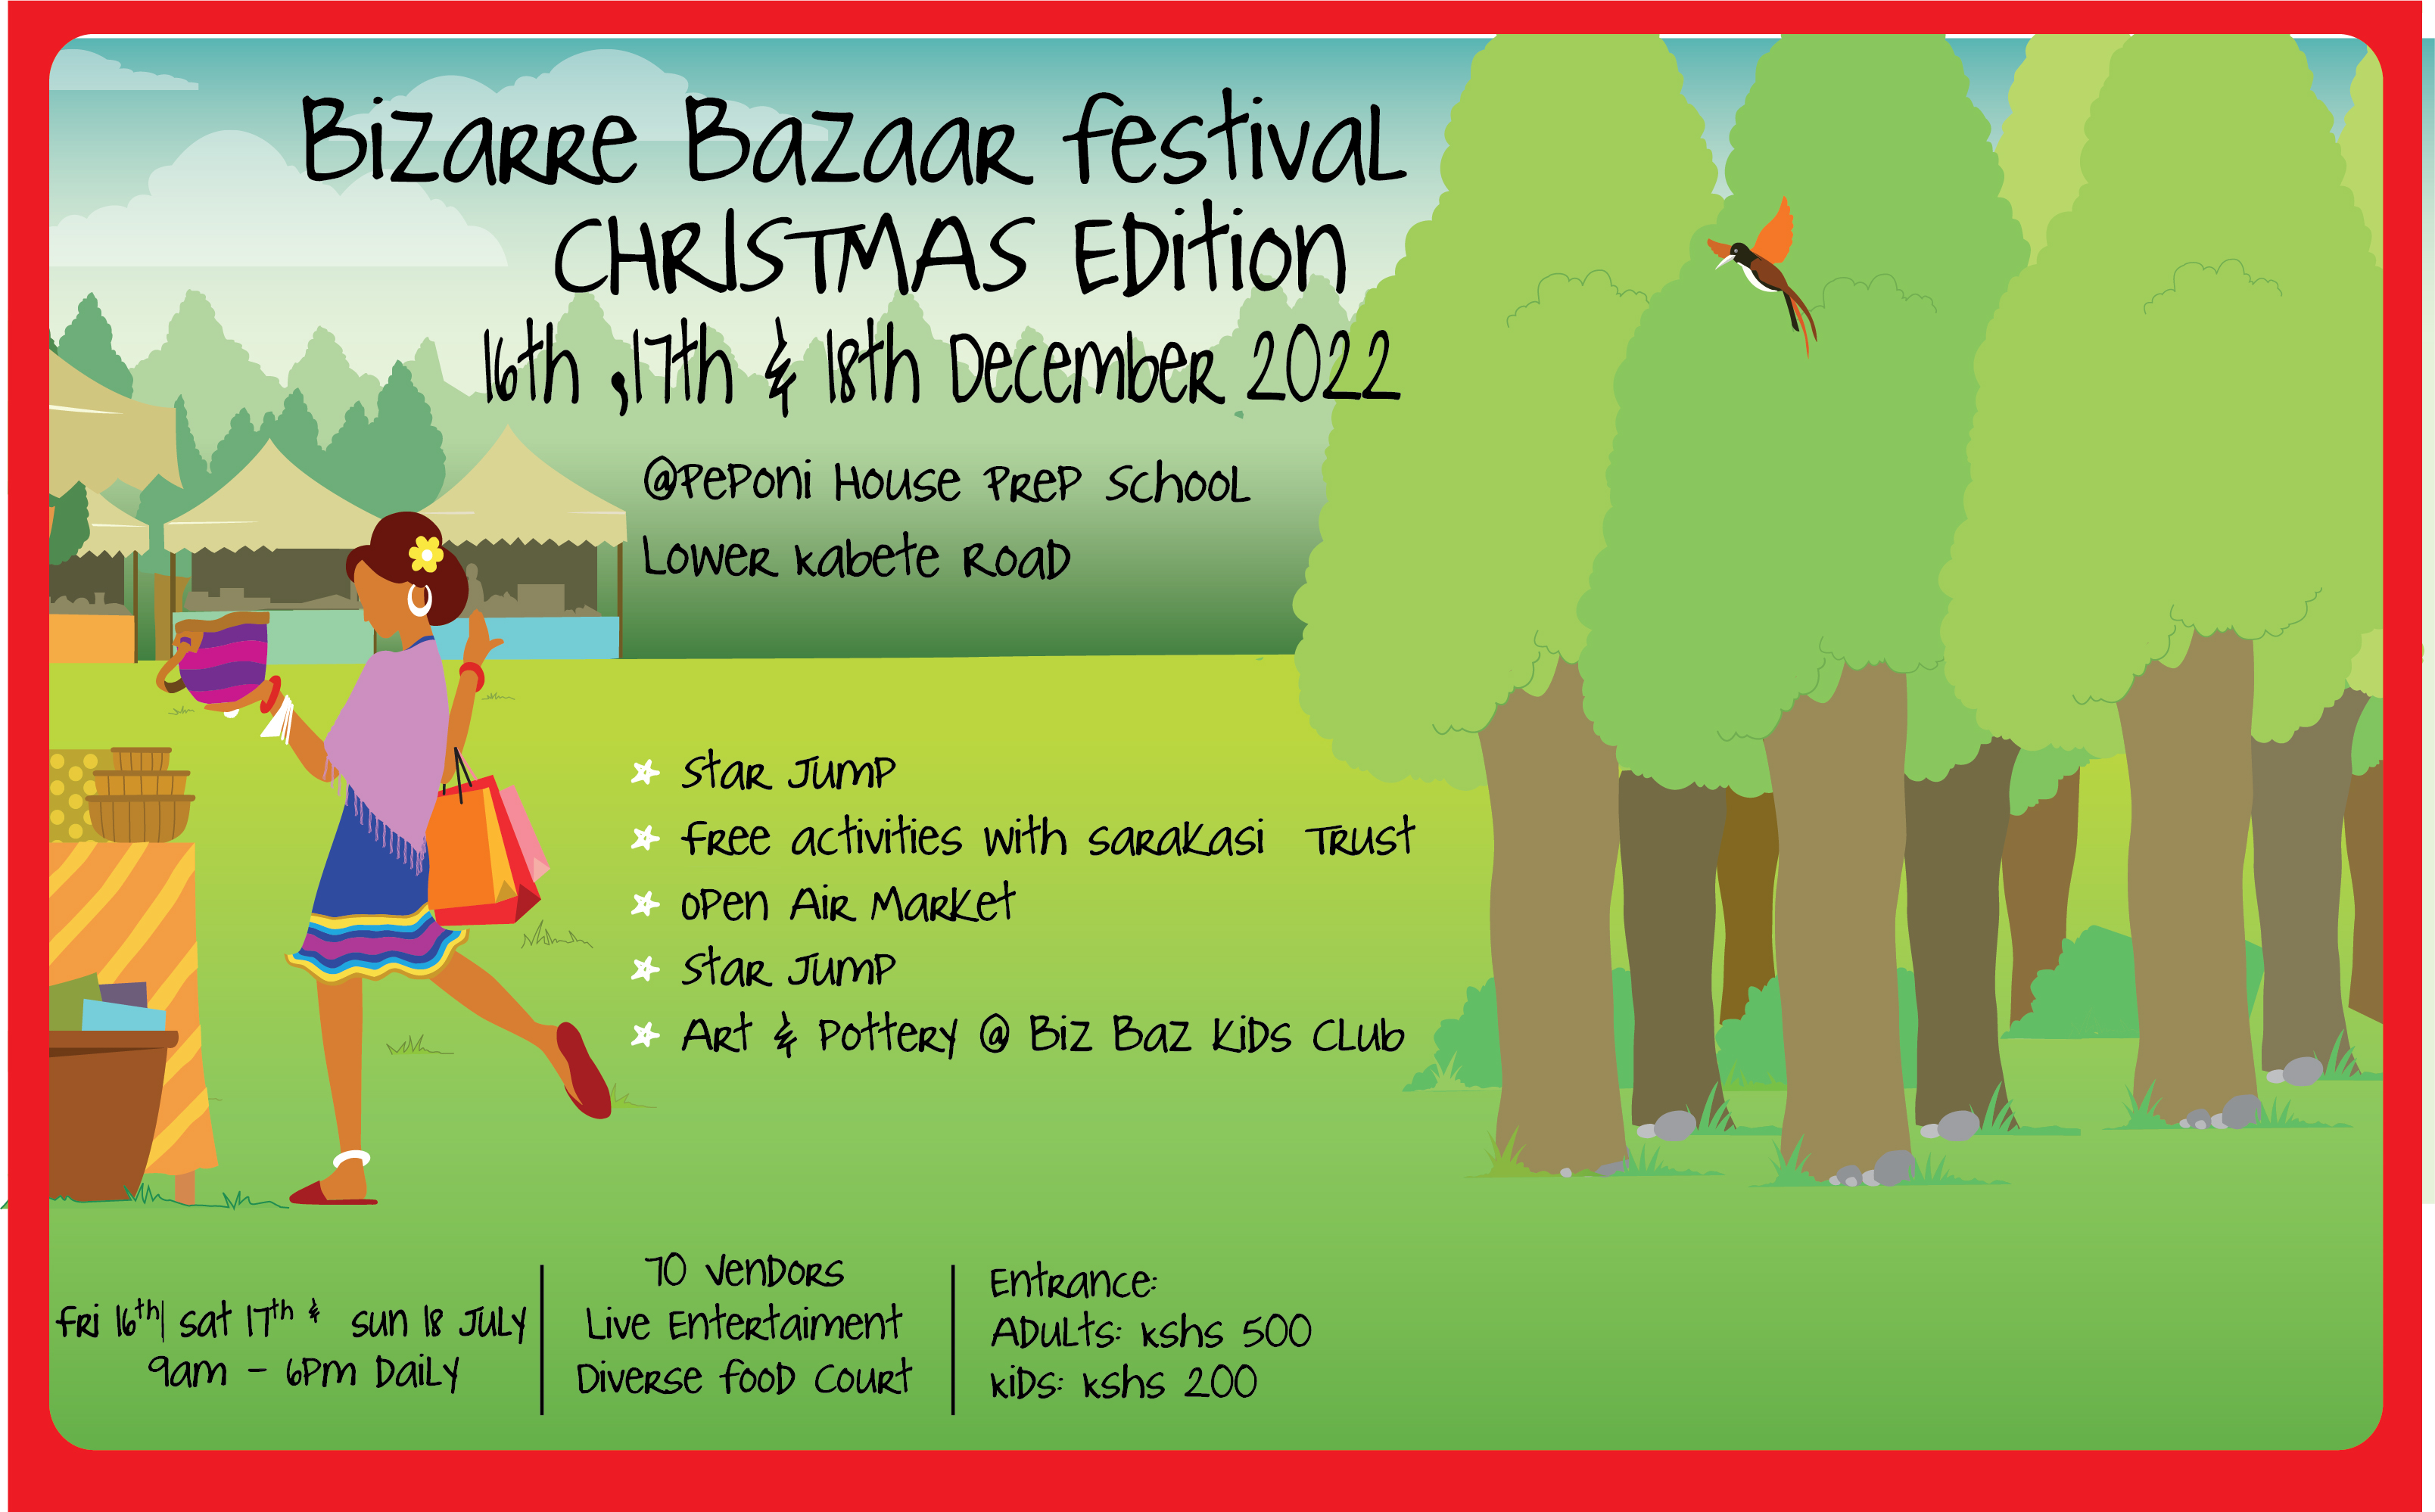 Bizarre Bazaar festival
CHRISTMAS EDition
16th ,17th & 18th December 2022
@Peponi House Prep School
Lower kabete Road
Star Jump
free activities with sarakasi Trust
open Air Market
Star Jump
Art & Pottery @ Biz Baz Kids Club
fri 16th| sat 17th & sun 18 July
9am - 6pm Daily
70 vendors
Live Entertaiment
Diverse food Court
Entrance:
Adults: kshs 500
kids: kshs 200